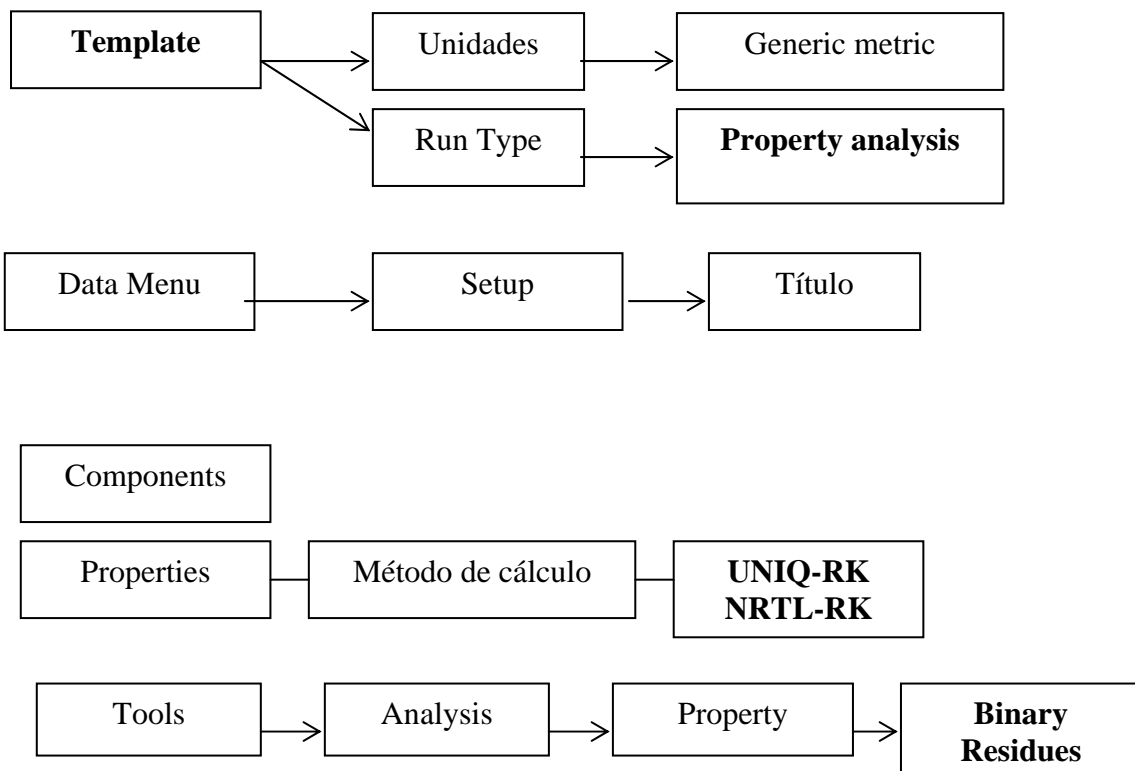 Template
Unidades
Generic metric
Run Type
Property analysis
Data Menu
Setup
Título
Components
Properties
Método de cálculo
UNIQ-RK
NRTL-RK
Tools
Analysis
Property
Binary
Residues